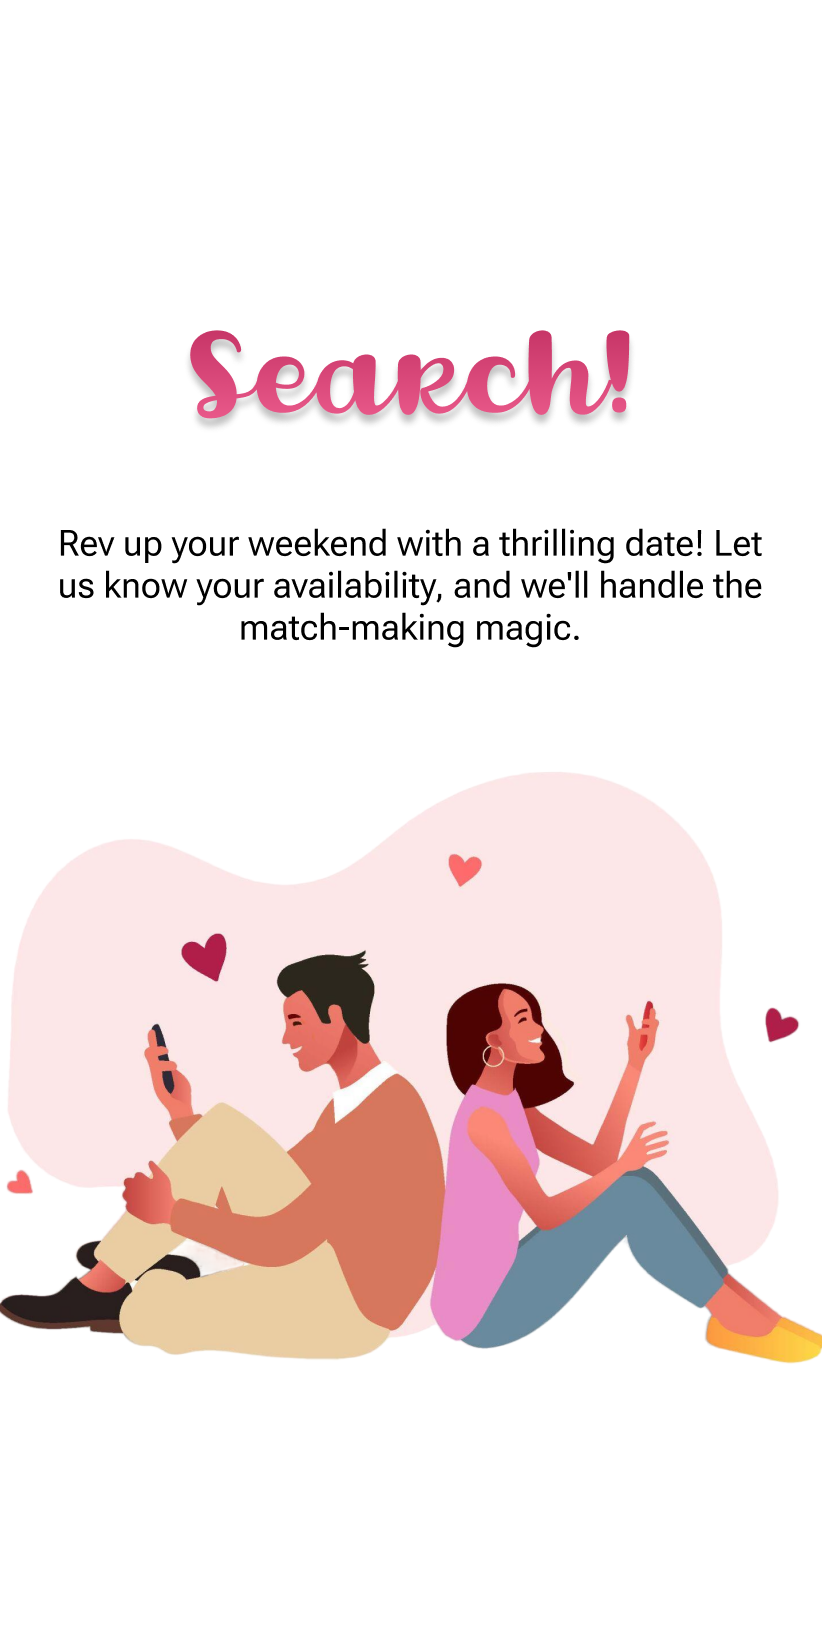 Search!
Rev up your weekend with a thrilling date! Let
us know your availability, and we'll handle the
match-making magic.